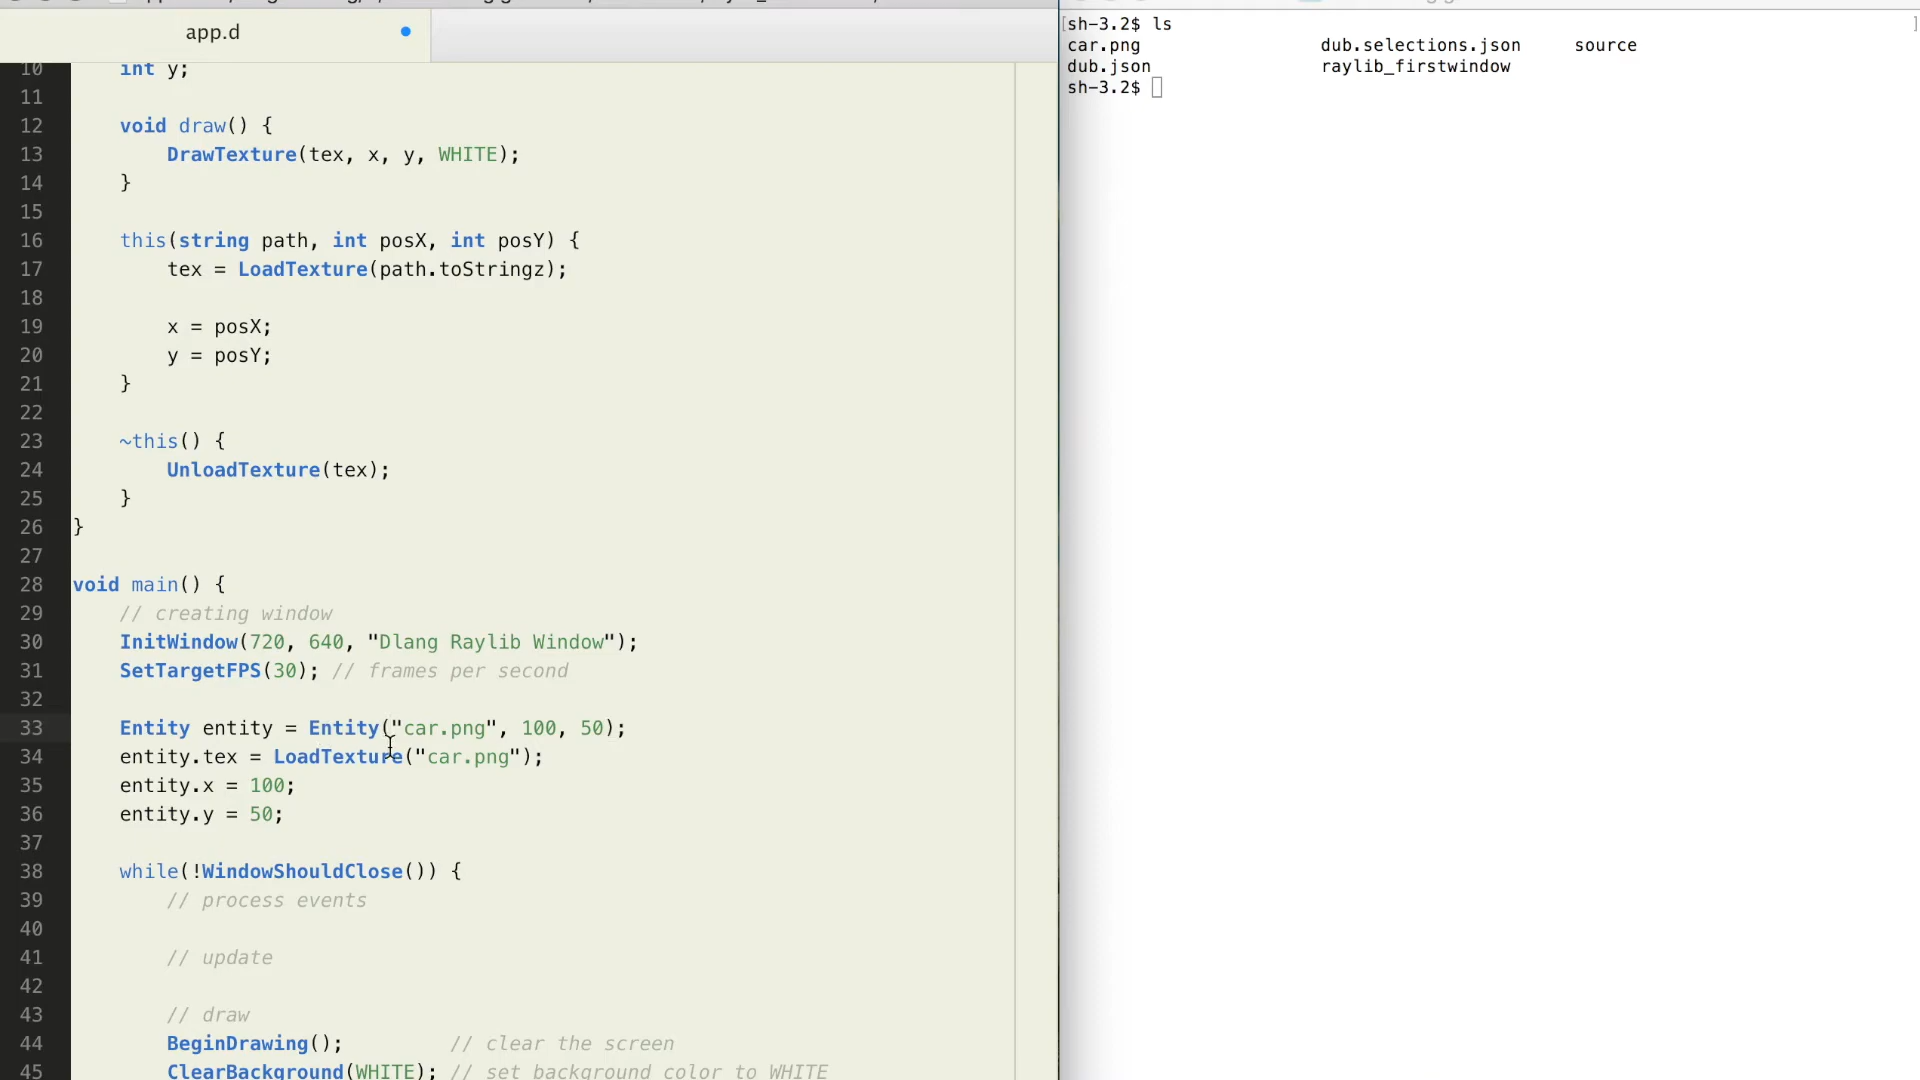 app.d
10 int y;
11
12 void draw() {
13 DrawTexture(tex, x, y, WHITE);
14 }
15
16 this(string path, int posX, int posY) {
17 tex = LoadTexture(path.toStringz);
18
19 x = posX;
20 y = posY;
21 }
22
23 ~this() {
24 UnloadTexture(tex);
25 }
26 }
27
28 void main() {
29 // creating window
30 InitWindow(720, 640, "Dlang Raylib Window");
31 SetTargetFPS(30); // frames per second
32
33 Entity entity = Entity("car.png", 100, 50);
34 entity.tex = LoadTexture("car.png");
35 entity.x = 100;
36 entity.y = 50;
37
38 while(!WindowShouldClose()) {
39 // process events
40
41 // update
42
43 // draw
44 BeginDrawing(); // clear the screen
45 ClearBackground(WHITE); // set background color to WHITE
[sh-3.2$ ls ]
car.png dub.selections.json source
dub.json raylib_firstwindow
sh-3.2$